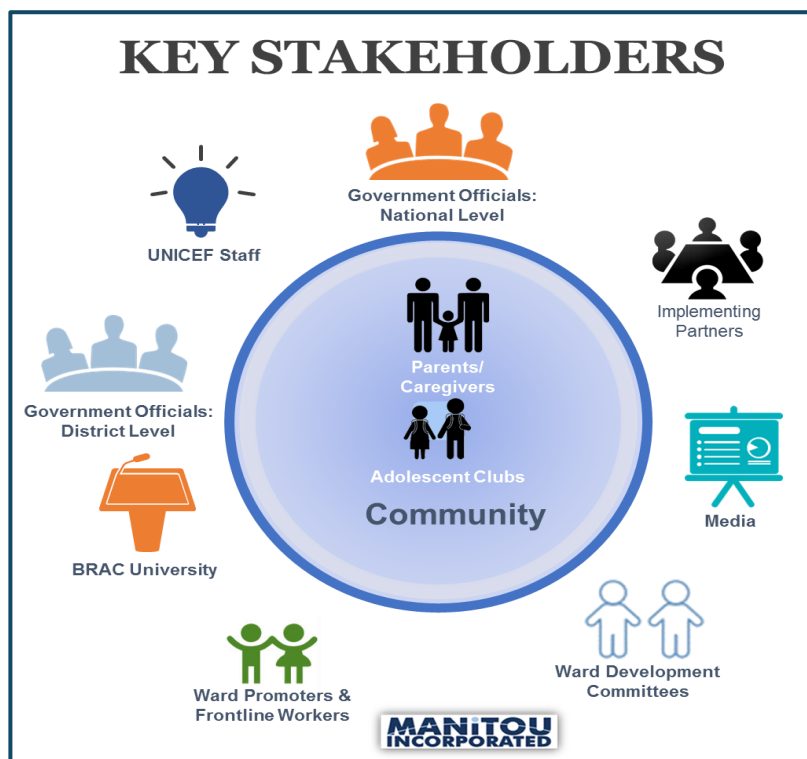 KEY STAKEHOLDERS
Government Officials:
National Level
UNICEF Staff
Implementing
Partners
Parents/
Caregivers
Government Officials:
District Level
Adolescent Clubs
Community
Media
BRAC University
Ward Development
Committees
Ward Promoters &
Frontline Workers
MANiTOU
INCORPORATED